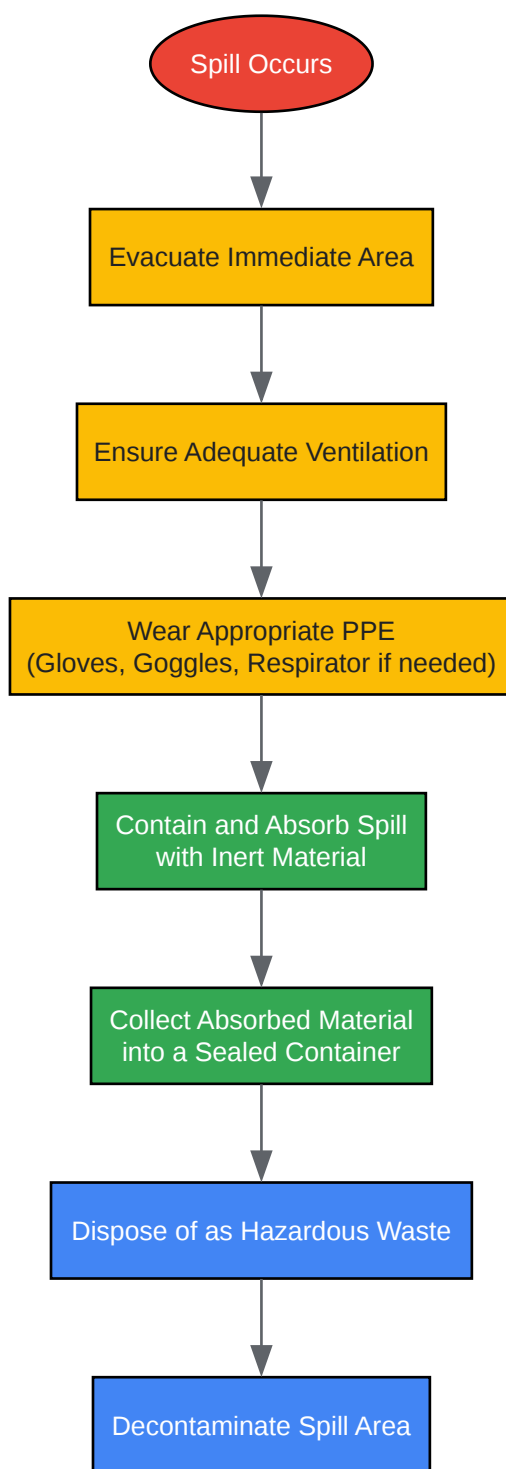 Spill Occurs
Evacuate Immediate Area
Ensure Adequate Ventilation
Wear Appropriate PPE
(Gloves, Goggles, Respirator if needed)
Contain and Absorb Spill
with Inert Material
Collect Absorbed Material
into a Sealed Container
Dispose of as Hazardous Waste
Decontaminate Spill Area